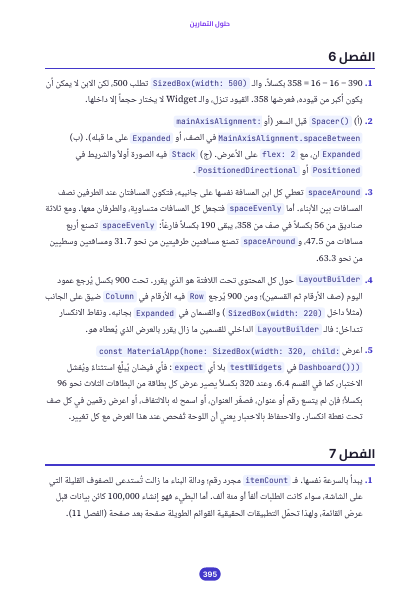 حلول التمارين
الفصل 6
1. 390 − 16 − 16 = 358 بكسلاً. والـ SizedBox(width: 500) تطلب 500, لكن الابن لا يمكن أن
يكون أكبر من قيوده، فعرضها 358. القيود تنزل، والـ Widget لا يختار حجماً إلا داخلها.
2. (أ) Spacer() قبل السعر (أو mainAxisAlignment:
MainAxisAlignment.spaceBetween في الصف، أو Expanded على ما قبله). (ب)
Expanded ان، مع flex: 2 على الأعرض. (ج) Stack فيه الصورة أولاً والشريط في
Positioned أو PositionedDirectional .
3. spaceAround تعطي كل ابن المسافة نفسها على جانبيه، فتكون المسافتان عند الطرفين نصف
المسافات بين الأبناء. أما spaceEvenly فتجعل كل المسافات متساوية، والطرفان معها. ومع ثلاثة
صناديق من 56 بكسلاً في صف من 358، يبقى 190 بكسلاً فارغاً: spaceEvenly تصنع أربع
مسافات من 47.5، و spaceAround تصنع مسافتين طرفيتين من نحو 31.7 ومسافتين وسطيين
من نحو 63.3.
4. LayoutBuilder حول كل المحتوى تحت اللافتة هو الذي يقرر. تحت 900 بكسل يُرجع عمود
اليوم (صف الأرقام ثم القسمين)؛ ومن 900 يُرجع Row فيه الأرقام في Column ضيق على الجانب
(مثلاً داخل SizedBox(width: 220) ) والقسمان في Expanded بجانبه. ونقاط الانكسار
تتداخل: فالـ LayoutBuilder الداخلي للقسمين ما زال يقرر بالعرض الذي يُعطاه هو.
5. اعرض const MaterialApp(home: SizedBox(width: 320, child:
Dashboard())) في testWidgets بلا أي expect : فأي فيضان يُبلَّغ استثناءً ويُفشل
الاختبار، كما في القسم 6.4. وعند 320 بكسلاً يصير عرض كل بطاقة من البطاقات الثلاث نحو 96
بكسلاً؛ فإن لم يتسع رقم أو عنوان، فصغّر العنوان، أو اسمح له بالالتفاف، أو اعرض رقمين في كل صف
تحت نقطة انكسار. والاحتفاظ بالاختبار يعني أن اللوحة تُفحص عند هذا العرض مع كل تغيير.
الفصل 7
1. يبدأ بالسرعة نفسها. فـ itemCount مجرد رقم؛ ودالة البناء ما زالت تُستدعى للصفوف القليلة التي
على الشاشة, سواء كانت الطلبات ألفاً أو مئة ألف. أما البطيء فهو إنشاء 100,000 كائن بيانات قبل
عرض القائمة, ولهذا تحمّل التطبيقات الحقيقية القوائم الطويلة صفحة بعد صفحة (الفصل 11).
395